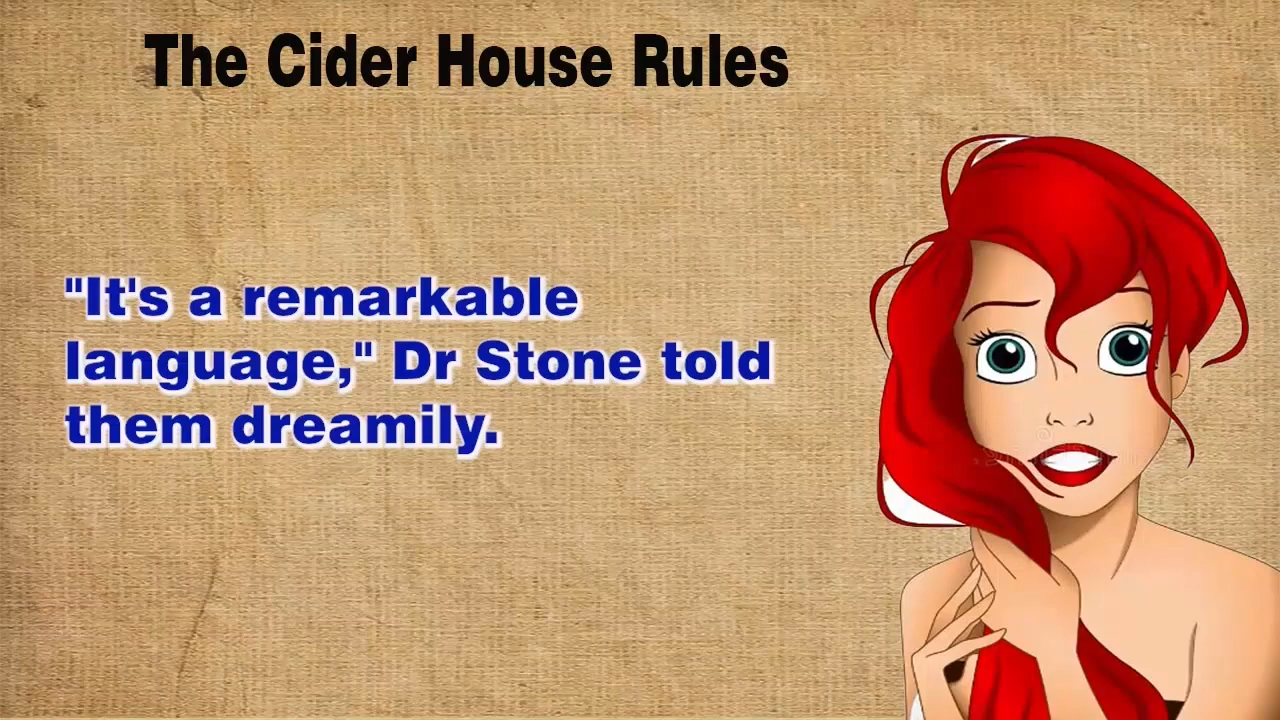 The Cider House Rules
"It's a remarkable
language," Dr Stone told
them dreamily.